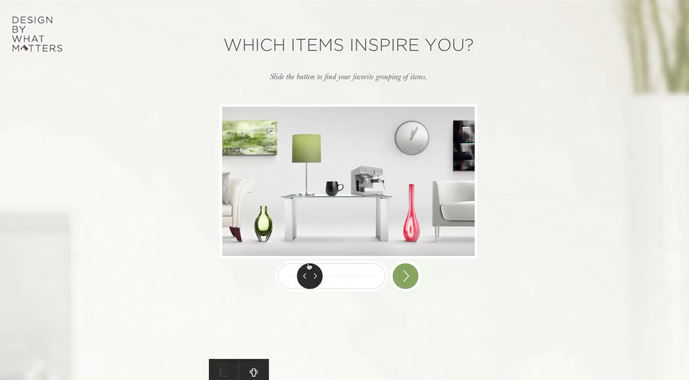 DESIGN
BY
WHAT
MATTERS
WHICH ITEMS INSPIRE YOU?
Slide the button to find your favorite grouping of items.